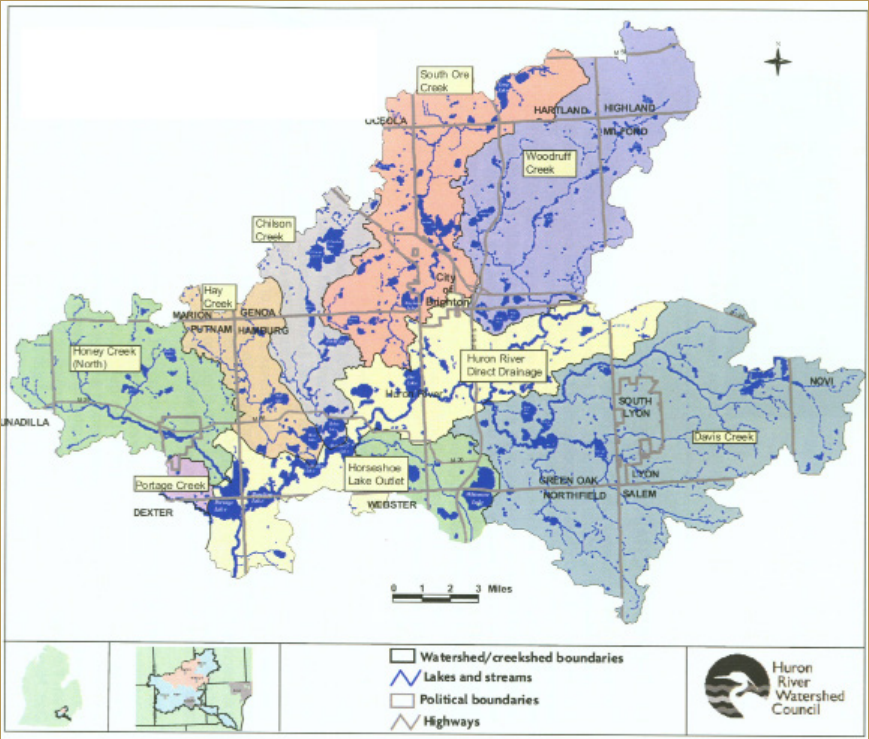 N
South Ore
Creek
HARTLAND
HIGHLAND
OCEOLA
MILFORD
Woodruff
Creek
Chilson
Creek
City
of
Brighton
Hay
Creek
MARION
GENOA
PUTNAM
HAMBURG
Honey Creek
(North)
Huron River
Direct Drainage
NOVI
Huron River
SOUTH
LYON
UNADILLA
Davis Creek
Horseshoe
Lake Outlet
LYON
Portage Creek
GREEN OAK
NORTHFIELD
SALEM
WEBSTER
DEXTER
0 1 2 3 Miles
Watershed/creekshed boundaries
Lakes and streams
Political boundaries
Highways
Huron
River
Watershed
Council